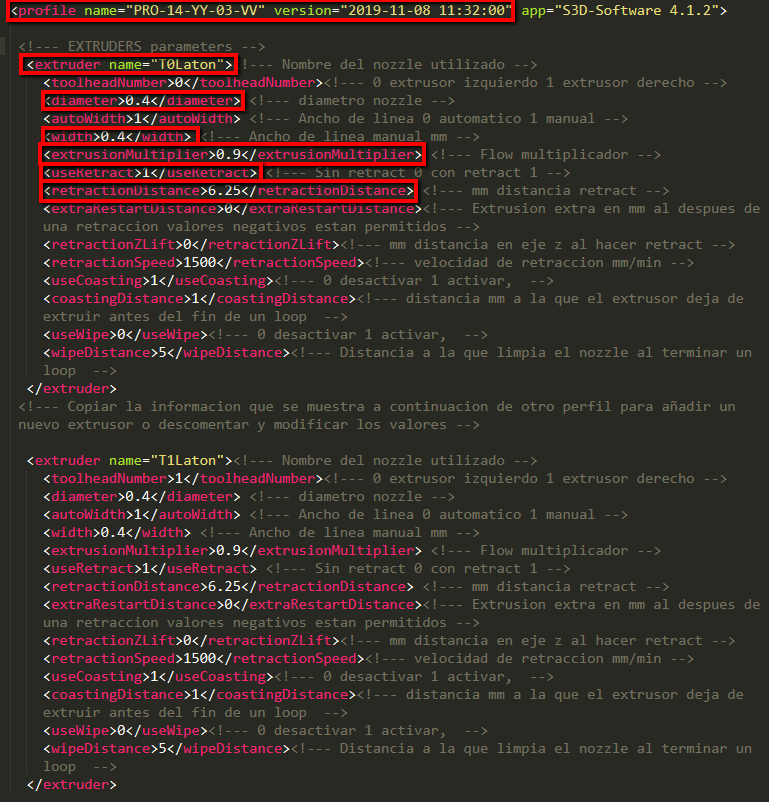 <profile name="PRO-14-YY-03-VV" version="2019-11-08 11:32:00" app="S3D-Software 4.1.2">
<!--- EXTRUDERS parameters -->
<extruder name="T0Laton"><!--- Nombre del nozzle utilizado -->
<toolheadNumber>0</toolheadNumber><!--- 0 extrusor izquierdo 1 extrusor derecho -->
<diameter>0.4</diameter> <!--- diametro nozzle -->
<autoWidth>1</autoWidth> <!--- Ancho de linea 0 automatico 1 manual -->
<width>0.4</width> <!--- Ancho de linea manual mm -->
<extrusionMultiplier>0.9</extrusionMultiplier> <!--- Flow multiplicador -->
<useRetract>1</useRetract> <!--- Sin retract 0 con retract 1 -->
<retractionDistance>6.25</retractionDistance> <!--- mm distancia retract -->
<extraRestartDistance>0</extraRestartDistance><!--- Extrusion extra en mm al despues de
una retraccion valores negativos estan permitidos -->
<retractionZLift>0</retractionZLift><!--- mm distancia en eje z al hacer retract -->
<retractionSpeed>1500</retractionSpeed><!--- velocidad de retraccion mm/min -->
<useCoasting>1</useCoasting><!--- 0 desactivar 1 activar,  -->
<coastingDistance>1</coastingDistance><!--- distancia mm a la que el extrusor deja de
extruir antes del fin de un loop  -->
<useWipe>0</useWipe><!--- 0 desactivar 1 activar,  -->
<wipeDistance>5</wipeDistance><!--- Distancia a la que limpia el nozzle al terminar un
loop  -->
</extruder>
<!--- Copiar la informacion que se muestra a continuacion de otro perfil para añadir un
nuevo extrusor o descomentar y modificar los valores -->
<extruder name="T1Laton"><!--- Nombre del nozzle utilizado -->
<toolheadNumber>1</toolheadNumber><!--- 0 extrusor izquierdo 1 extrusor derecho -->
<diameter>0.4</diameter> <!--- diametro nozzle -->
<autoWidth>1</autoWidth> <!--- Ancho de linea 0 automatico 1 manual -->
<width>0.4</width> <!--- Ancho de linea manual mm -->
<extrusionMultiplier>0.9</extrusionMultiplier> <!--- Flow multiplicador -->
<useRetract>1</useRetract> <!--- Sin retract 0 con retract 1 -->
<retractionDistance>6.25</retractionDistance> <!--- mm distancia retract -->
<extraRestartDistance>0</extraRestartDistance><!--- Extrusion extra en mm al despues de
una retraccion valores negativos estan permitidos -->
<retractionZLift>0</retractionZLift><!--- mm distancia en eje z al hacer retract -->
<retractionSpeed>1500</retractionSpeed><!--- velocidad de retraccion mm/min -->
<useCoasting>1</useCoasting><!--- 0 desactivar 1 activar,  -->
<coastingDistance>1</coastingDistance><!--- distancia mm a la que el extrusor deja de
extruir antes del fin de un loop  -->
<useWipe>0</useWipe><!--- 0 desactivar 1 activar,  -->
<wipeDistance>5</wipeDistance><!--- Distancia a la que limpia el nozzle al terminar un
loop  -->
</extruder>